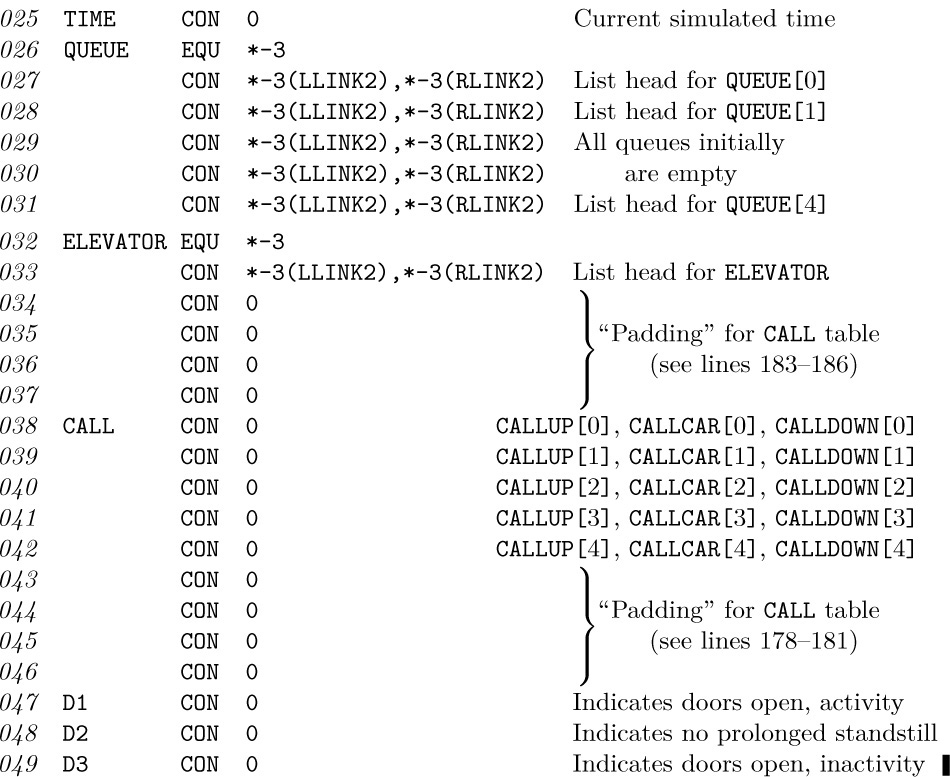 025 TIME CON 0 Current simulated time
026 QUEUE EQU *-3
027 CON *-3(LLINK2),*-3(RLINK2) List head for QUEUE[0]
028 CON *-3(LLINK2),*-3(RLINK2) List head for QUEUE[1]
029 CON *-3(LLINK2),*-3(RLINK2) All queues initially
030 CON *-3(LLINK2),*-3(RLINK2) are empty
031 CON *-3(LLINK2),*-3(RLINK2) List head for QUEUE[4]
032 ELEVATOR EQU *-3
033 CON *-3(LLINK2),*-3(RLINK2) List head for ELEVATOR
034 CON 0
035 CON 0 “Padding” for CALL table
036 CON 0 (see lines 183–186)
037 CON 0
038 CALL CON 0 CALLUP[0], CALLCAR[0], CALLDOWN[0]
039 CON 0 CALLUP[1], CALLCAR[1], CALLDOWN[1]
040 CON 0 CALLUP[2], CALLCAR[2], CALLDOWN[2]
041 CON 0 CALLUP[3], CALLCAR[3], CALLDOWN[3]
042 CON 0 CALLUP[4], CALLCAR[4], CALLDOWN[4]
043 CON 0
044 CON 0 “Padding” for CALL table
045 CON 0 (see lines 178–181)
046 CON 0
047 D1 CON 0 Indicates doors open, activity
048 D2 CON 0 Indicates no prolonged standstill
049 D3 CON 0 Indicates doors open, inactivity